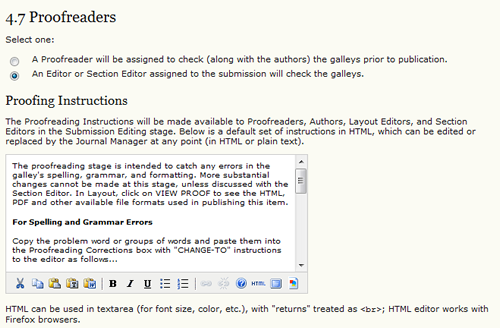 4.7 Proofreaders
Select one:
A Proofreader will be assigned to check (along with the authors) the galleys prior to publication.
An Editor or Section Editor assigned to the submission will check the galleys.
Proofing Instructions
The Proofreading Instructions will be made available to Proofreaders, Authors, Layout Editors, and Section
Editors in the Submission Editing stage. Below is a default set of instructions in HTML, which can be edited or
replaced by the Journal Manager at any point (in HTML or plain text).
The proofreading stage is intended to catch any errors in the
galley's spelling, grammar, and formatting. More substantial
changes cannot be made at this stage, unless discussed with the
Section Editor. In Layout, click on VIEW PROOF to see the HTML,
PDF and other available file formats used in publishing this item.
For Spelling and Grammar Errors
Copy the problem word or groups of words and paste them into
the Proofreading Corrections box with "CHANGE-TO" instructions
to the editor as follows...
B I U HTML
HTML can be used in textarea (for font size, color, etc.), with "returns" treated as <br>; HTML editor works with
Firefox browsers.